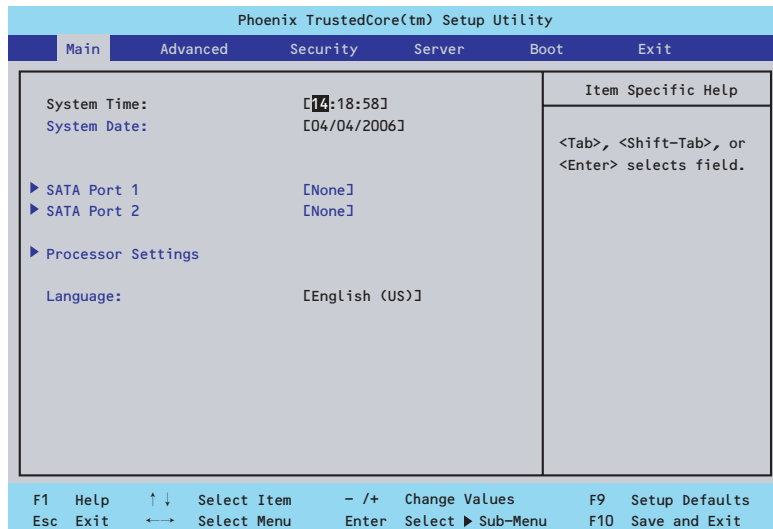 Phoenix TrustedCore(tm) Setup Utility
Main Advanced Security Server Boot Exit
System Time: [14:18:58]
System Date: [04/04/2006]
▶ SATA Port 1 [None]
▶ SATA Port 2 [None]
▶ Processor Settings
Language: [English (US)]
Item Specific Help
<Tab>, <Shift-Tab>, or
<Enter> selects field.
F1 Help ↑↓ Select Item - /+ Change Values F9 Setup Defaults
Esc Exit ←→ Select Menu Enter Select ▶ Sub-Menu F10 Save and Exit